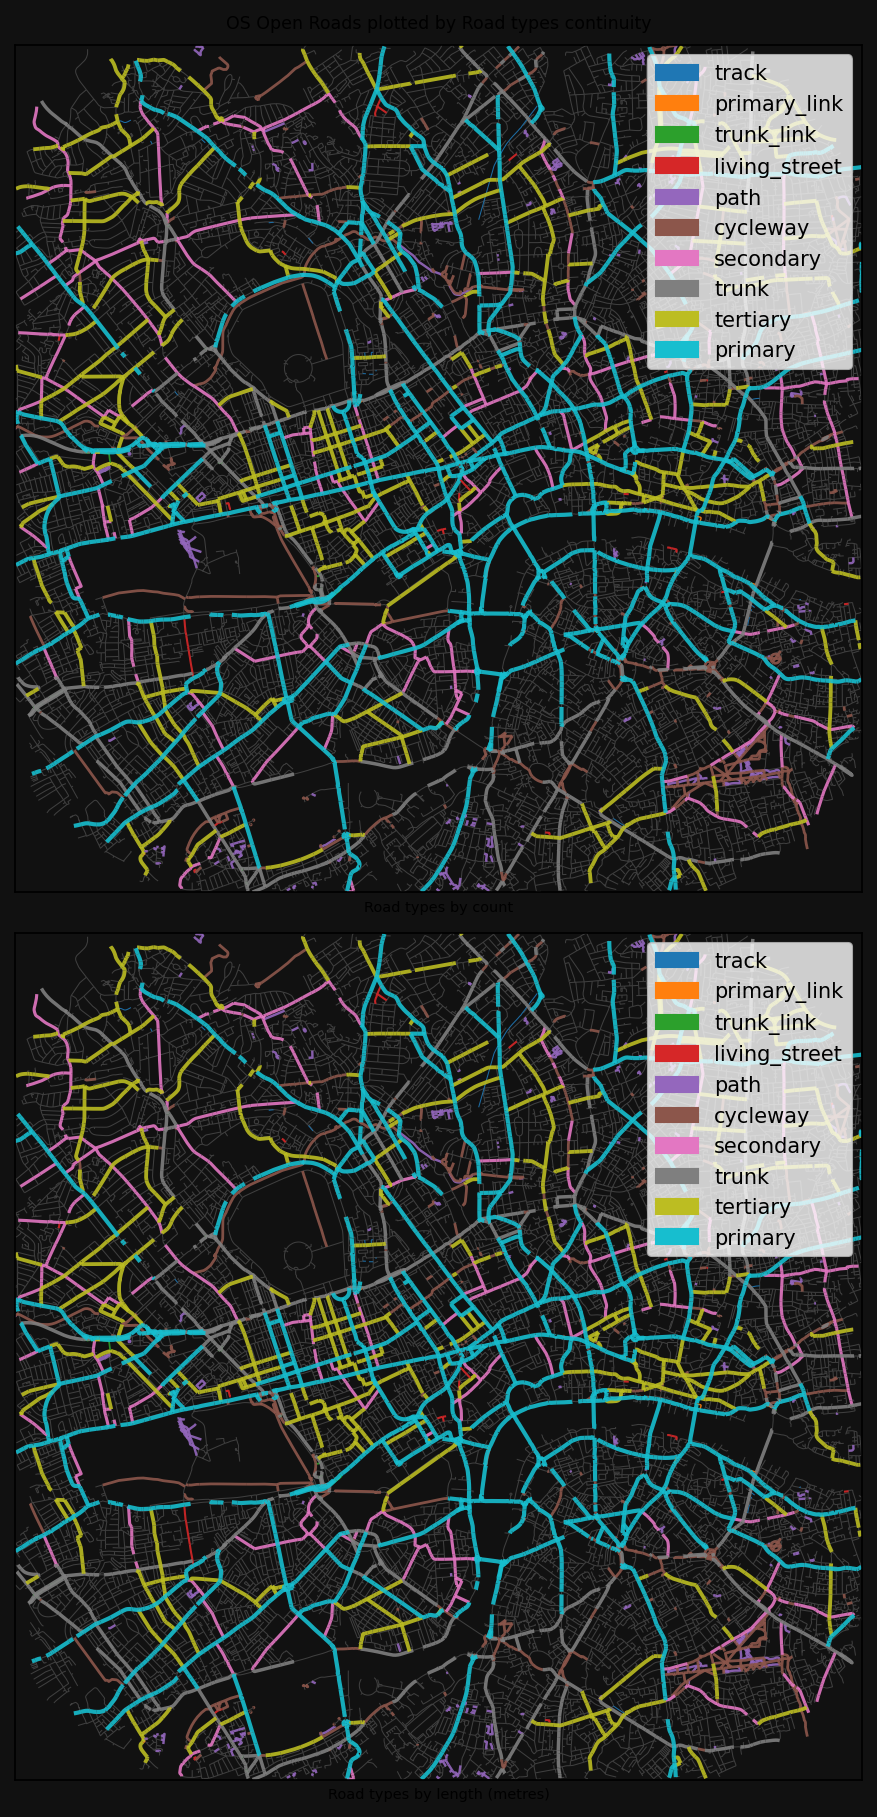 OS Open Roads plotted by Road types continuity
track
primary_link
trunk_link
living_street
path
cycleway
secondary
trunk
tertiary
primary
Road types by count
track
primary_link
trunk_link
living_street
path
cycleway
secondary
trunk
tertiary
primary
Road types by length (metres)